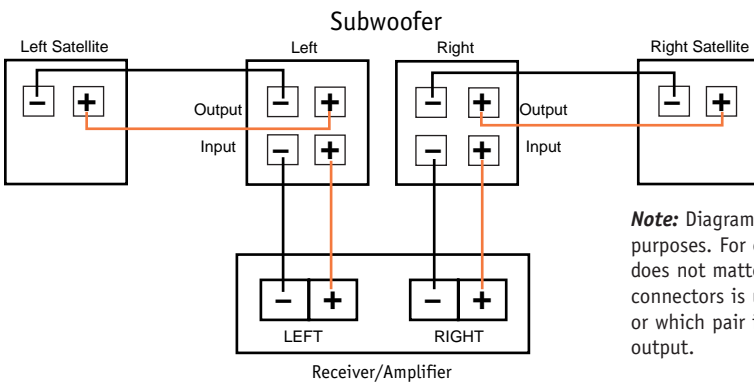 Subwoofer
Left Satellite
Left
Right
Right Satellite
– +
– +
– +
– +
Output
Output
Input
Input
– +
– +
– +
– +
LEFT
RIGHT
Receiver/Amplifier
Note: Diagram
purposes. For
does not matte
connectors is
or which pair
output.